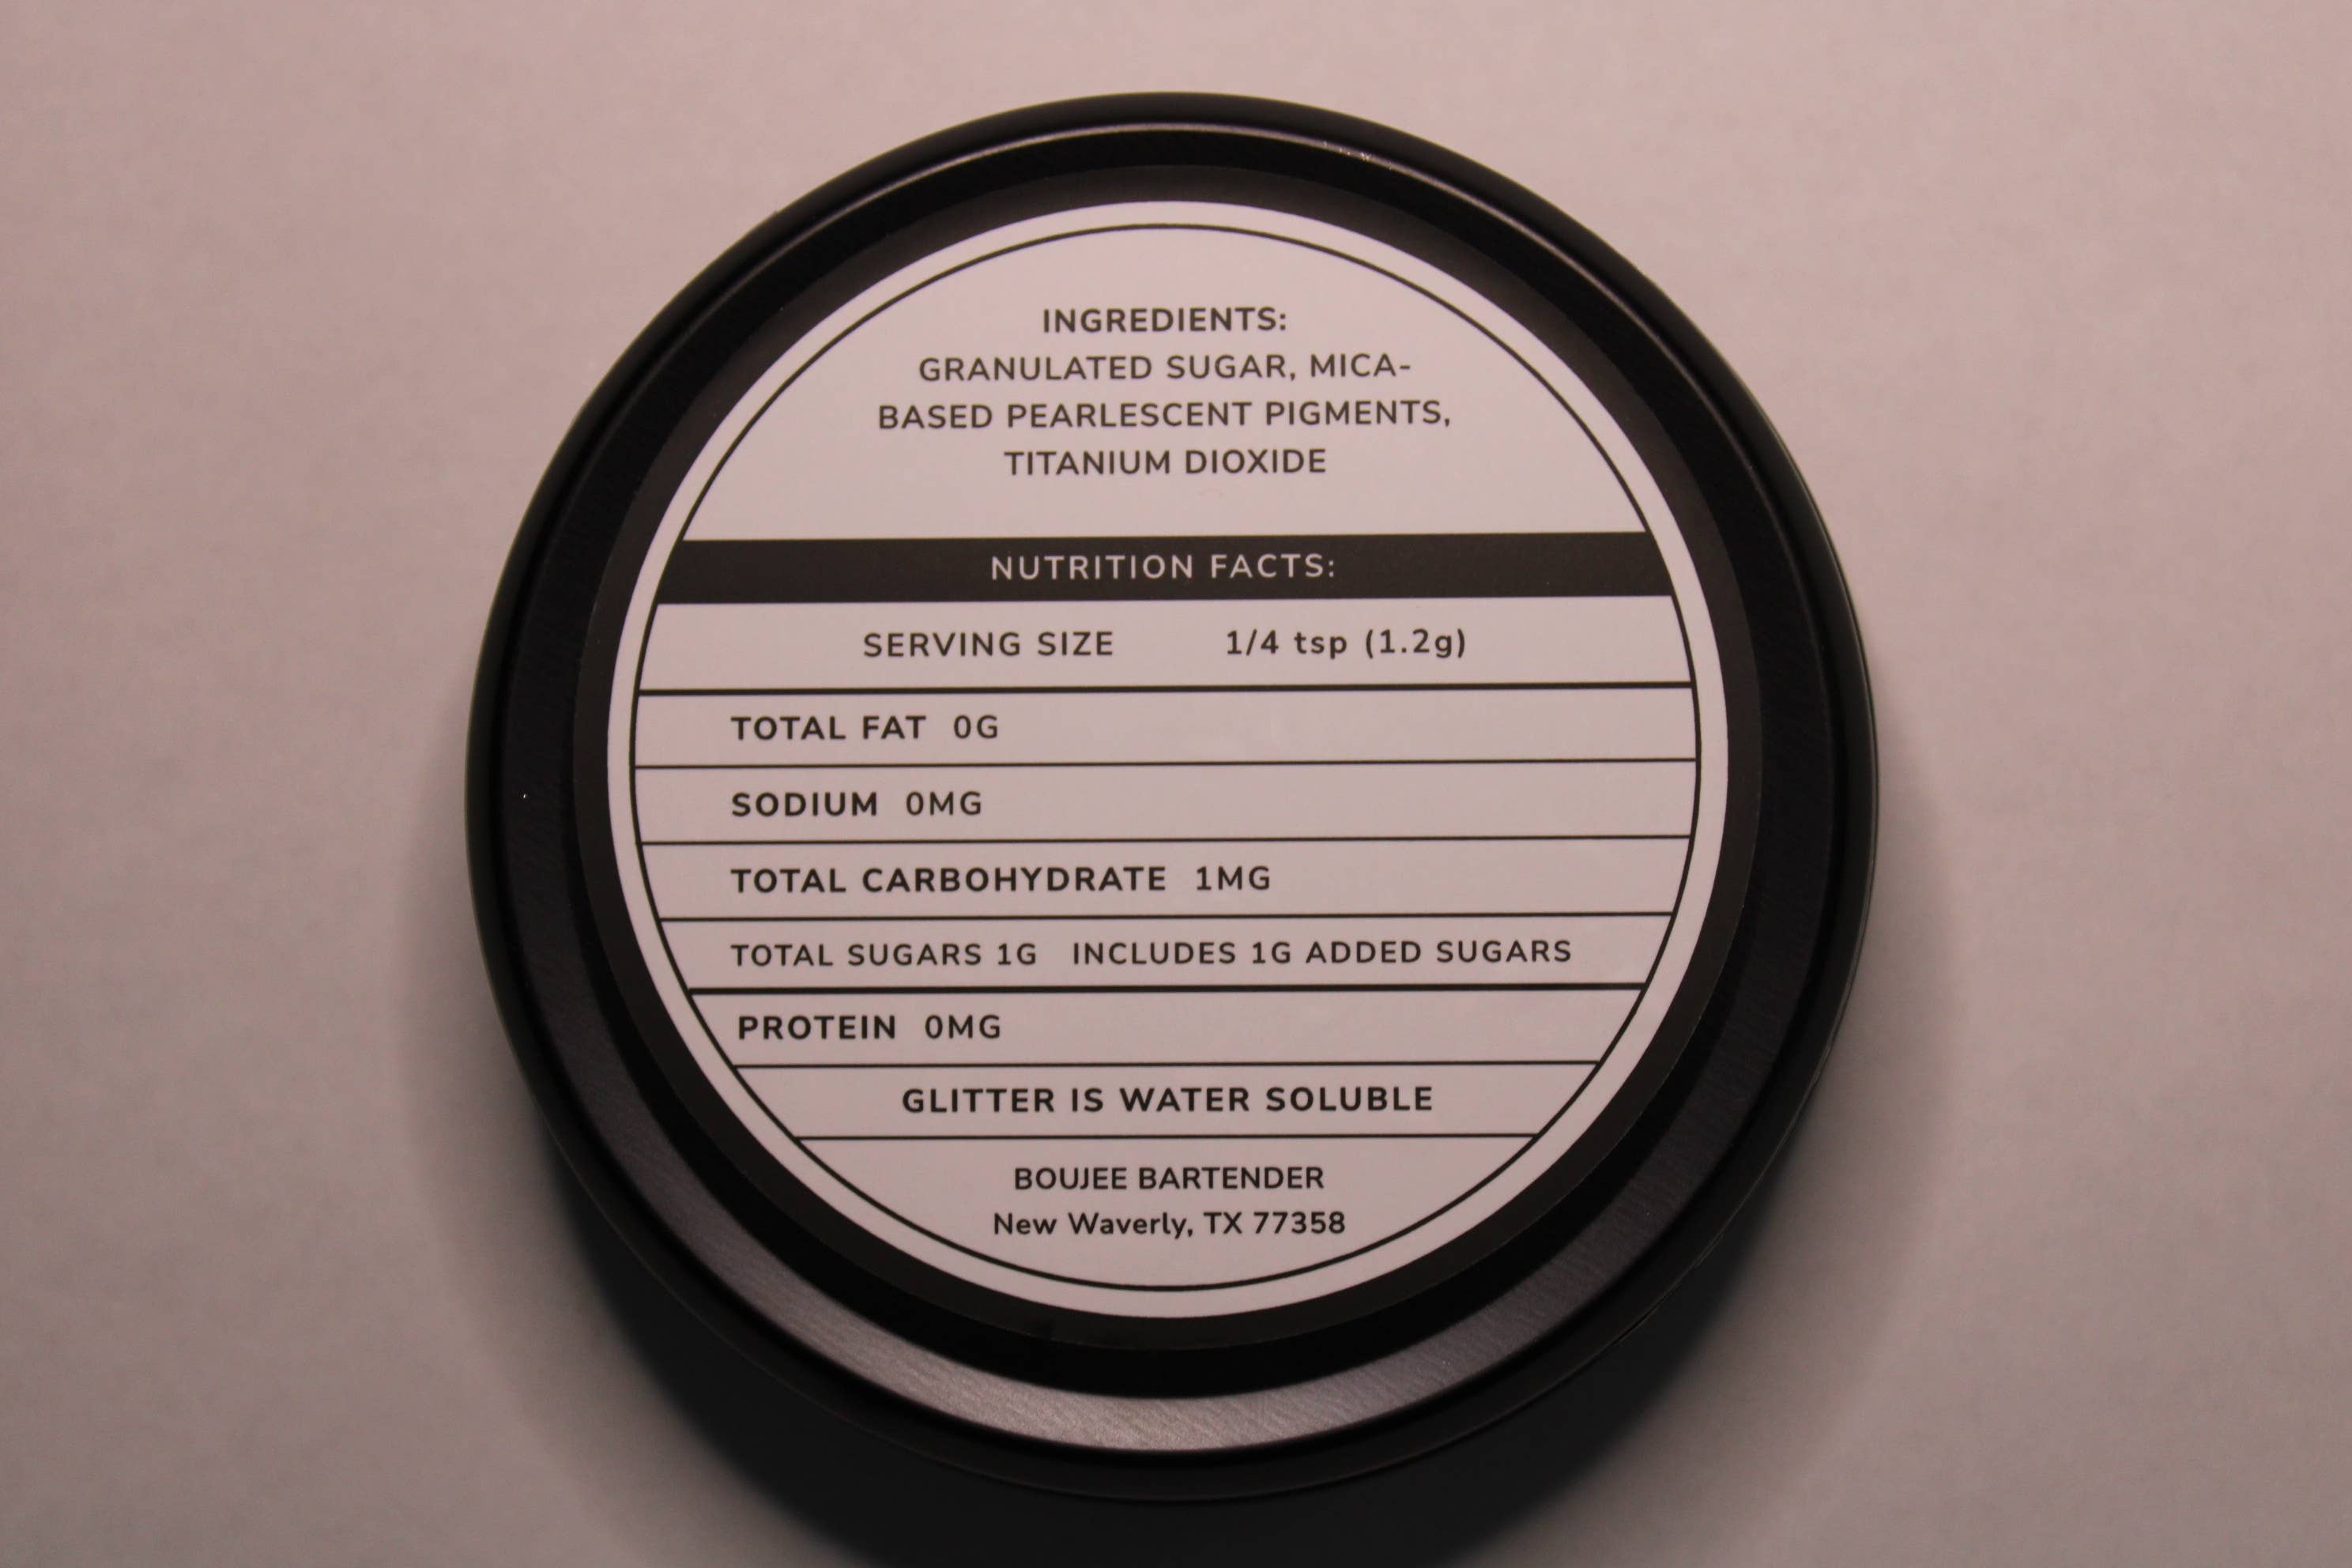 INGREDIENTS:
GRANULATED SUGAR, MICA-
BASED PEARLESCENT PIGMENTS,
TITANIUM DIOXIDE
NUTRITION FACTS:
SERVING SIZE 1/4 tsp (1.2g)
TOTAL FAT 0G
SODIUM 0MG
TOTAL CARBOHYDRATE 1MG
TOTAL SUGARS 1G INCLUDES 1G ADDED SUGARS
PROTEIN 0MG
GLITTER IS WATER SOLUBLE
BOUJEE BARTENDER
New Waverly, TX 77358